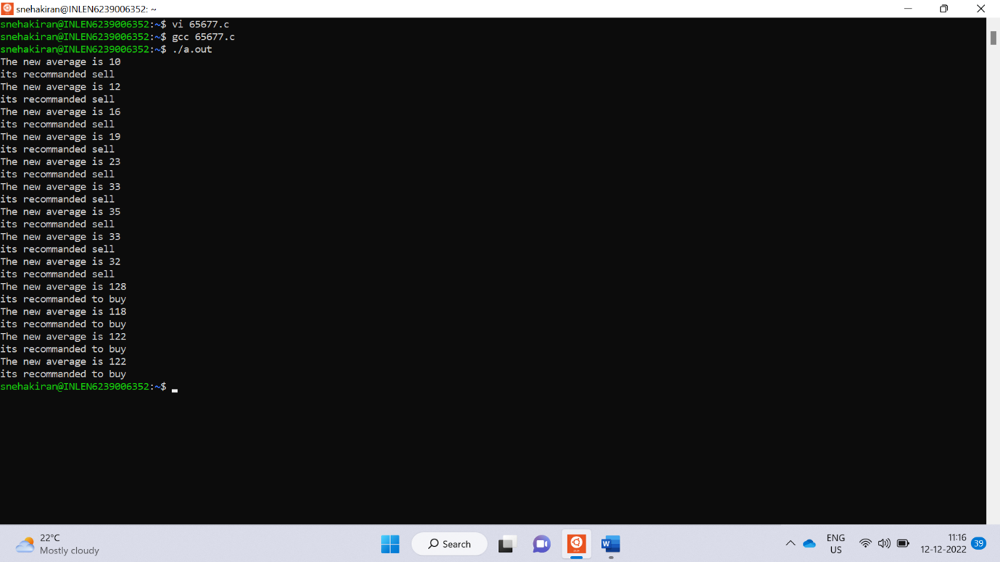 snehakiran@INLEN6239006352: ~
snehakiran@INLEN6239006352:~$ vi 65677.c
snehakiran@INLEN6239006352:~$ gcc 65677.c
snehakiran@INLEN6239006352:~$ ./a.out
The new average is 10
its recommanded sell
The new average is 12
its recommanded sell
The new average is 16
its recommanded sell
The new average is 19
its recommanded sell
The new average is 23
its recommanded sell
The new average is 33
its recommanded sell
The new average is 35
its recommanded sell
The new average is 33
its recommanded sell
The new average is 32
its recommanded sell
The new average is 128
its recommanded to buy
The new average is 118
its recommanded to buy
The new average is 122
its recommanded to buy
The new average is 122
its recommanded to buy
snehakiran@INLEN6239006352:~$
22°C
Mostly cloudy
Search
W
ENG
US
11:16
12-12-2022
39